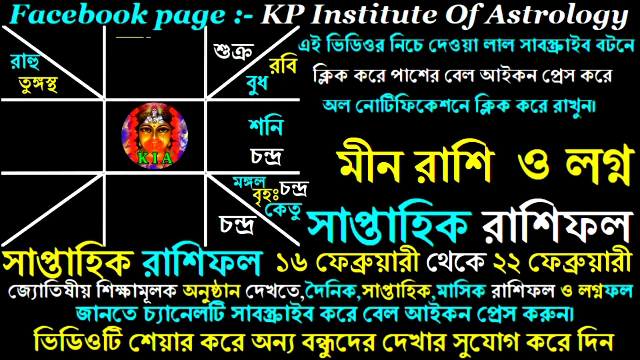 Facebook page :- KP Institute Of Astrology
রাহু
তুঙ্গস্থ
শুক্র
রবি
বুধ
শনি
চন্দ্র
KIA
মঙ্গল
বৃহঃ চন্দ্র
কেতু
চন্দ্র
এই ভিডিওর নিচে দেওয়া লাল সাবস্ক্রাইব বটনে
ক্লিক করে পাশের বেল আইকন প্রেস করে
অল নোটিফিকেশনে ক্লিক করে রাখুন৷
মীন রাশি ও লগ্ন
সাপ্তাহিক রাশিফল
সাপ্তাহিক রাশিফল ১৬ ফেব্রুয়ারী থেকে ২২ ফেব্রুয়ারী
জ্যোতিষীয় শিক্ষামূলক অনুষ্ঠান দেখতে,দৈনিক,সাপ্তাহিক,মাসিক রাশিফল ও লগ্নফল
জানতে চ্যানেলটি সাবস্ক্রাইব করে বেল আইকন প্রেস করুন৷
ভিডিওটি শেয়ার করে অন্য বন্ধুদের দেখার সুযোগ করে দিন